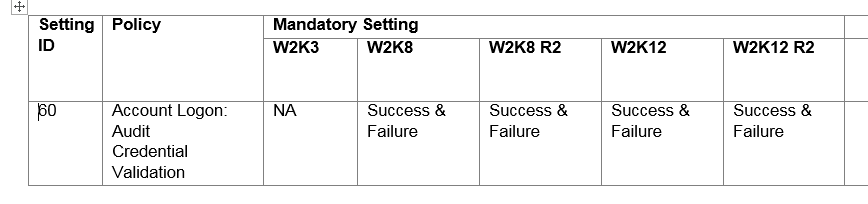 Setting ID Policy Mandatory Setting
W2K3 W2K8 W2K8 R2 W2K12 W2K12 R2
60 Account Logon: NA Success & Success & Success & Success &
Audit Failure Failure Failure Failure
Credential
Validation